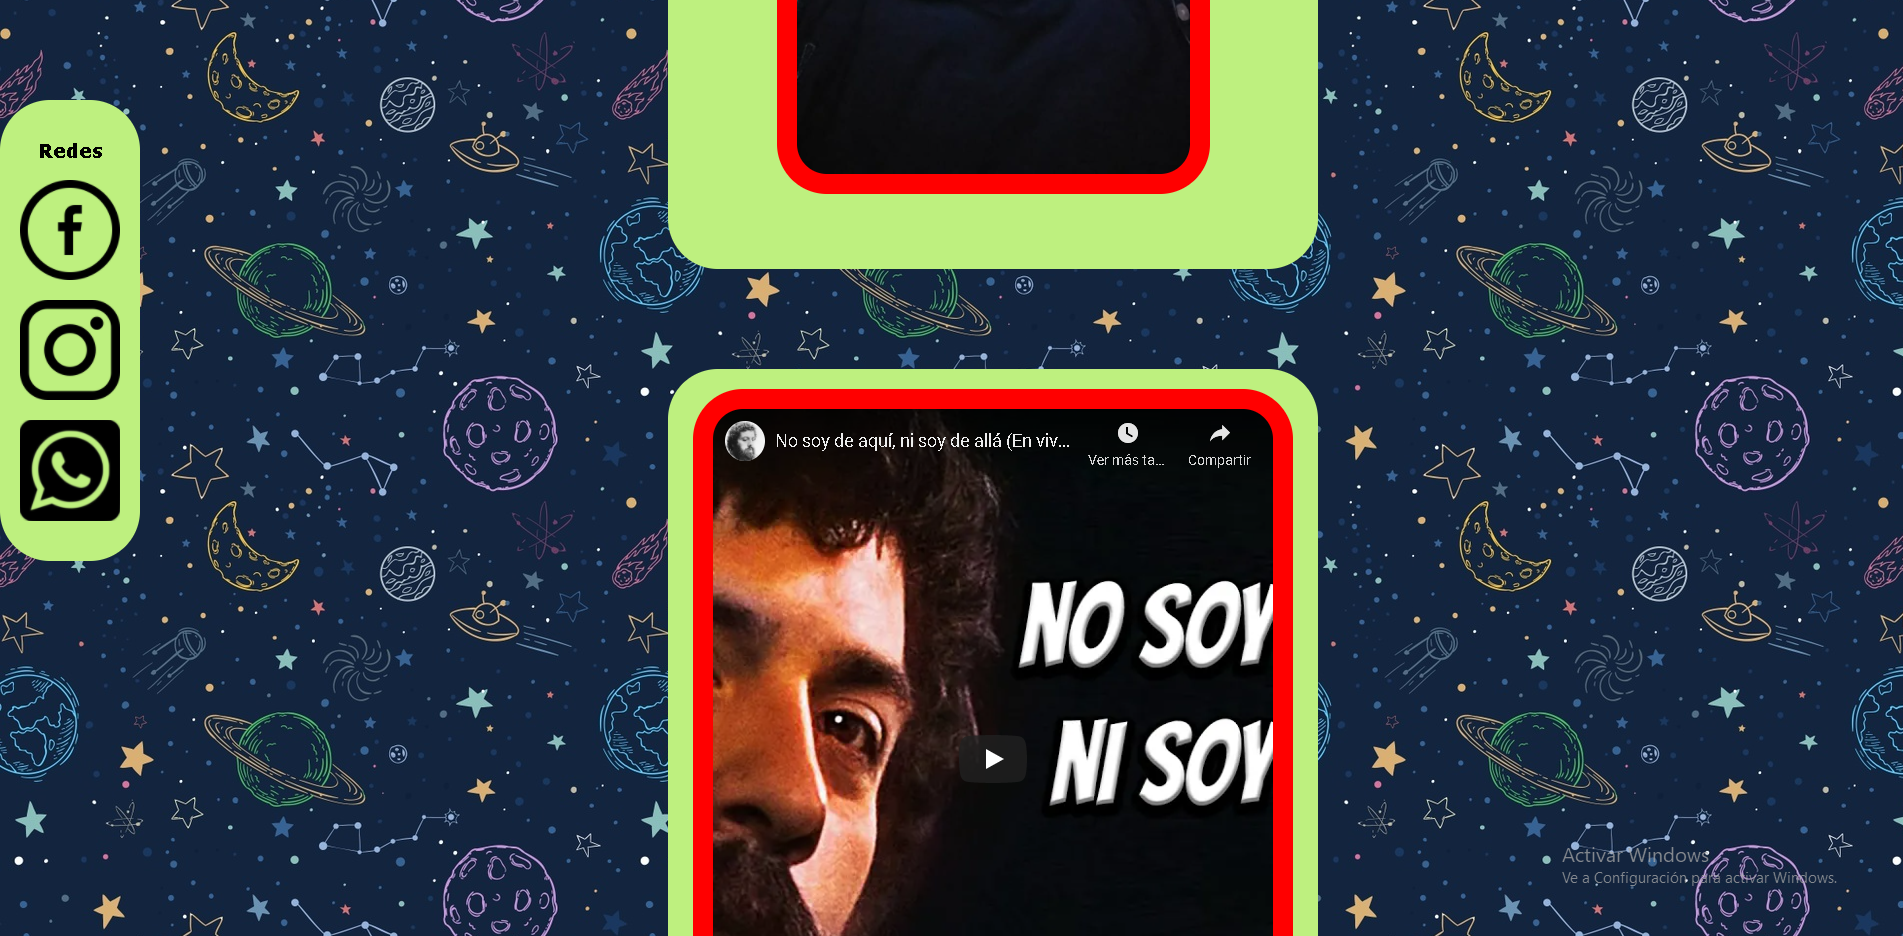 Redes
No soy de aquí, ni soy de allá (En viv...
Ver más ta...
Compartir
NO SOY
NI SOY
Activar Windows
Ve a Configuración para activar Windows.